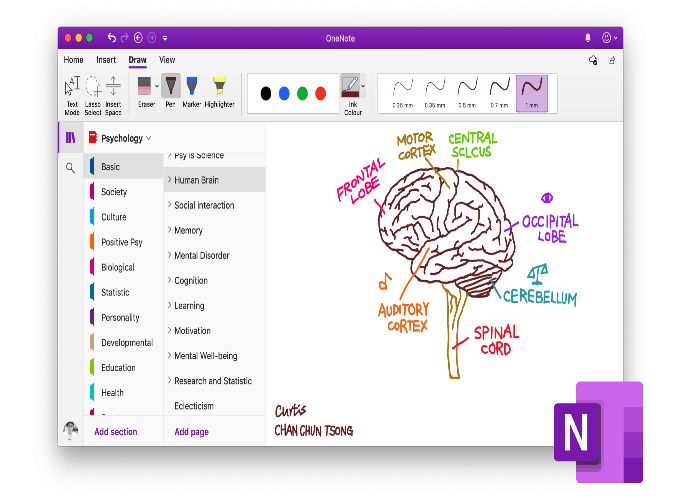 OneNote
Home Insert Draw View
Text Mode
Lasso Select
Insert Space
Eraser
Pen
Marker
Highlighter
Ink Colour
0.25 mm
0.35 mm
0.5 mm
0.7 mm
1 mm
Psychology
Basic
Society
Culture
Positive Psy
Biological
Statistic
Personality
Developmental
Education
Health
Add section
Psy is Science
Human Brain
Social interaction
Memory
Mental Disorder
Cognition
Learning
Motivation
Mental Well-being
Research and Statistic
Eclecticism
Add page
MOTOR
CORTEX
CENTRAL
SCLCUS
FRONTAL
LOBE
OCCIPITAL
LOBE
CEREBELLUM
AUDITORY
CORTEX
SPINAL
CORD
Curtis
CHAN CHUN TSONG
N